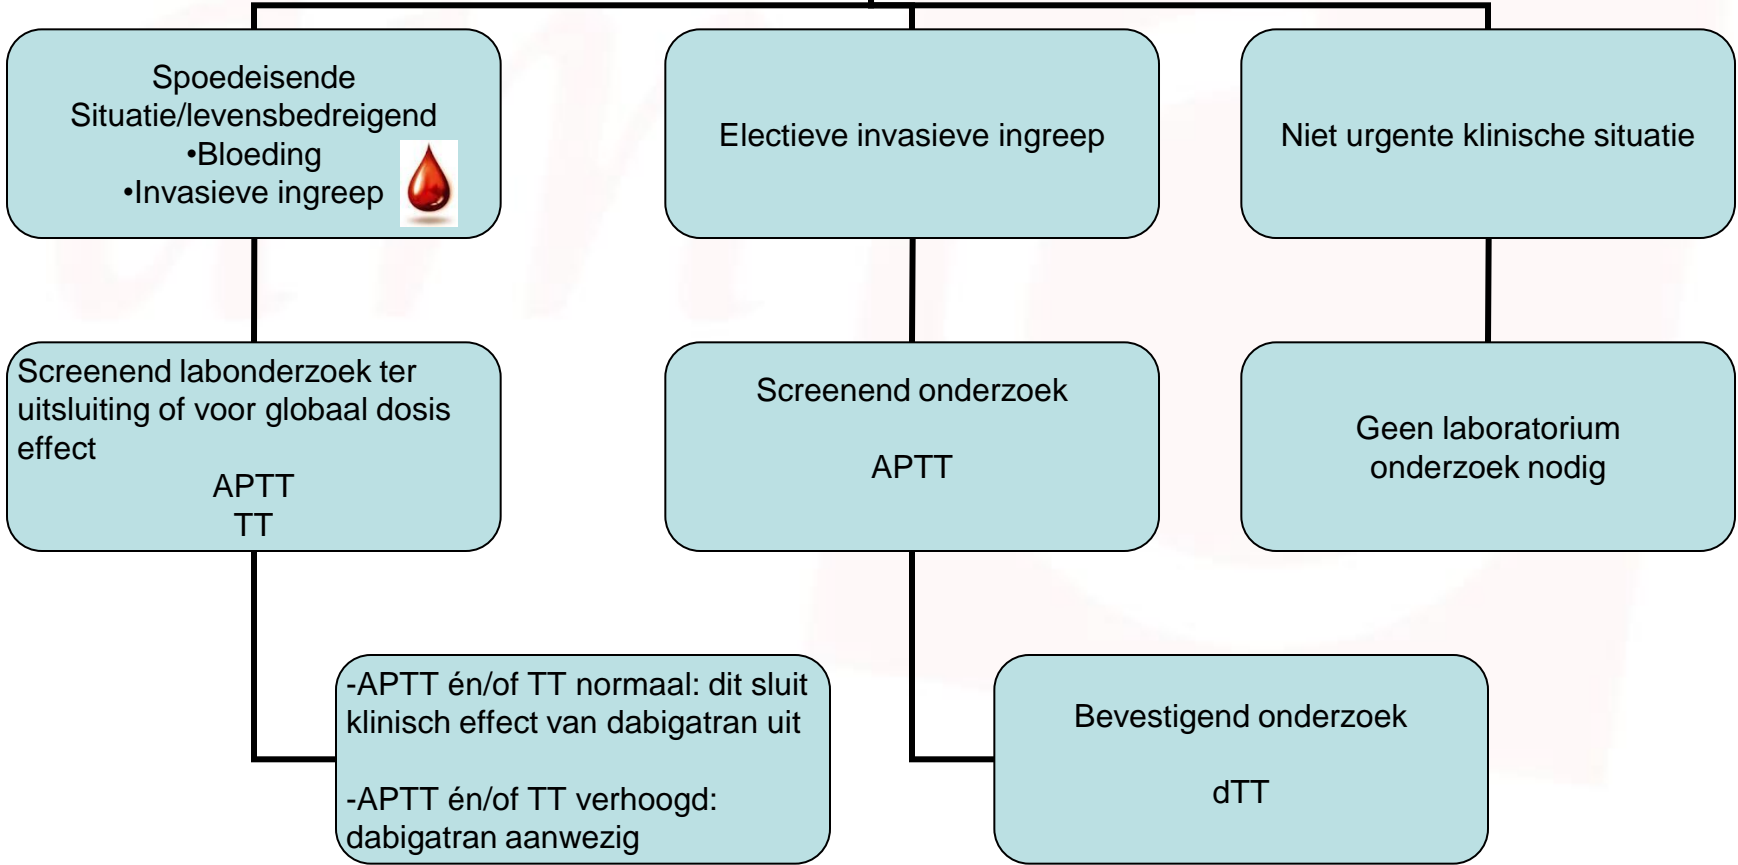 Spoedeisende
Situatie/levensbedreigend
•Bloeding
•Invasieve ingreep
Electieve invasieve ingreep
Niet urgente klinische situatie
Screenend labonderzoek ter
uitsluiting of voor globaal dosis
effect
APTT
TT
Screenend onderzoek
APTT
Geen laboratorium
onderzoek nodig
-APTT én/of TT normaal: dit sluit
klinisch effect van dabigatran uit
-APTT én/of TT verhoogd:
dabigatran aanwezig
Bevestigend onderzoek
dTT